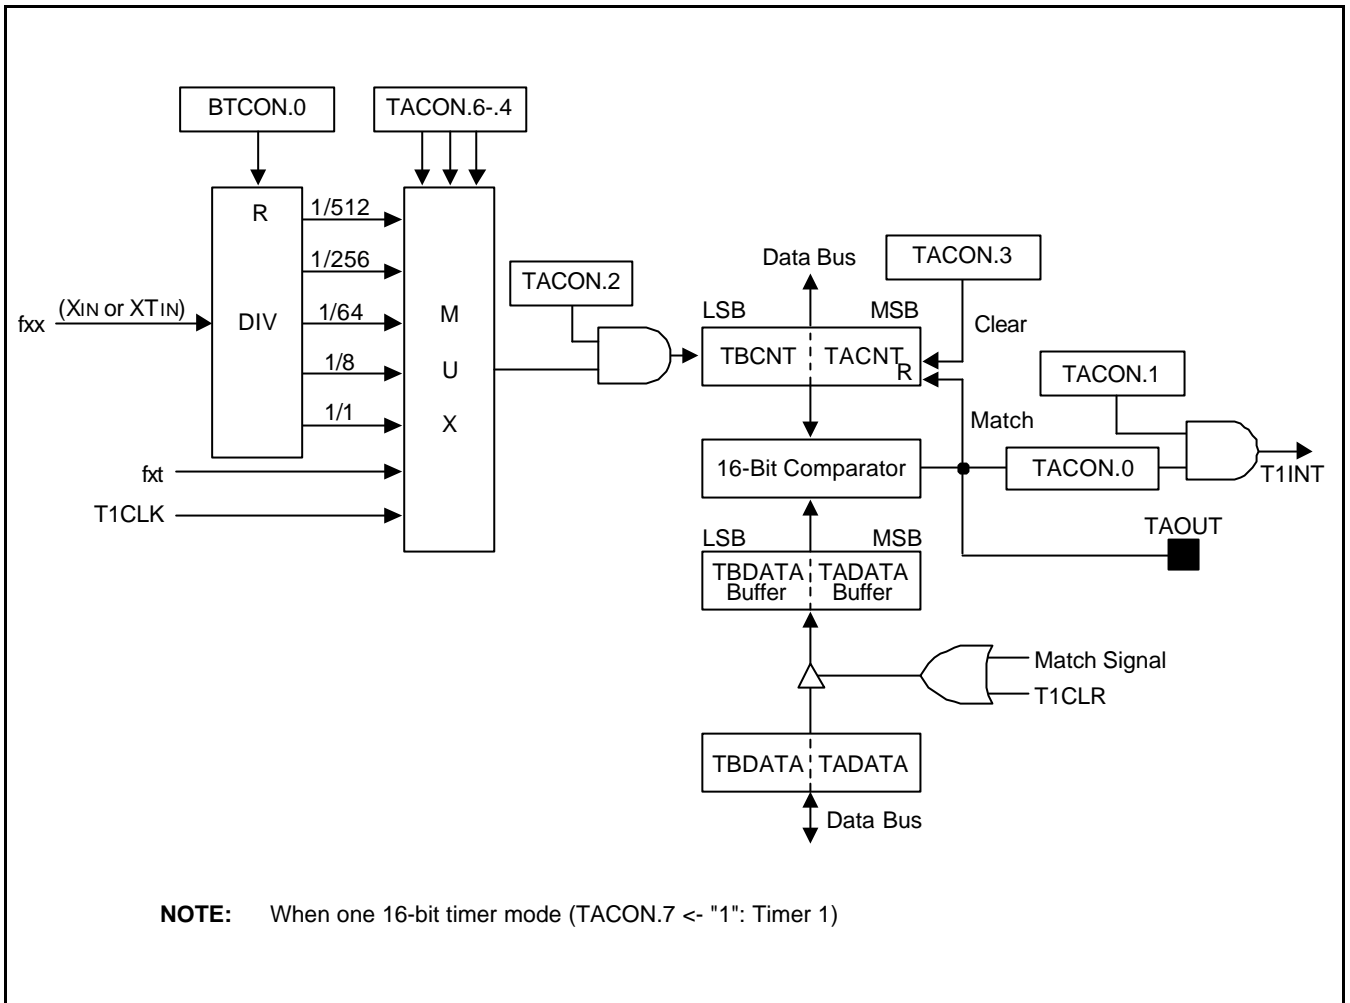 BTCON.0
TACON.6-.4
R
1/512
1/256
TACON.2
Data Bus
TACON.3
LSB
MSB
fxx
(XIN or XTIN)
DIV
1/64
M
Clear
TBCNT
TACNT
R
1/8
U
TACON.1
1/1
X
Match
fxt
16-Bit Comparator
TACON.0
T1INT
T1CLK
LSB
MSB
TAOUT
TBDATA
Buffer
TADATA
Buffer
Match Signal
T1CLR
TBDATA
TADATA
Data Bus
NOTE: When one 16-bit timer mode (TACON.7 <- "1": Timer 1)